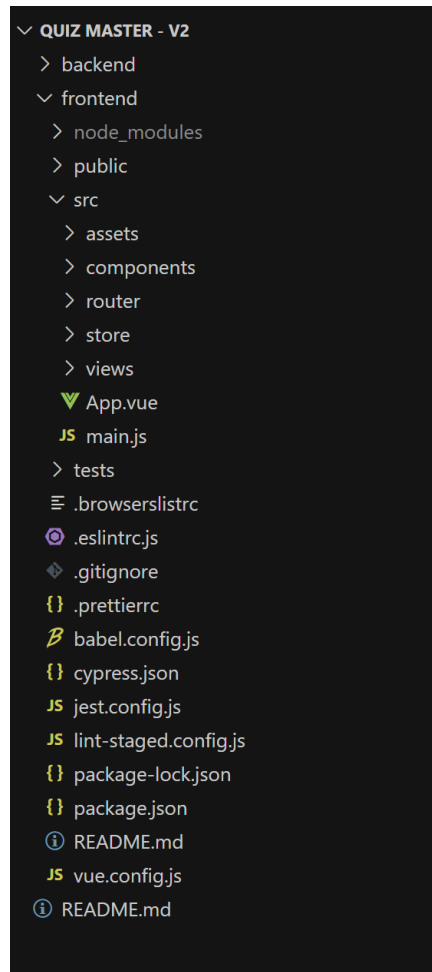 QUIZ MASTER - V2
backend
frontend
node_modules
public
src
assets
components
router
store
views
App.vue
JS main.js
tests
.browserslistrc
.eslintrc.js
.gitignore
{} .prettierrc
B babel.config.js
{} cypress.json
JS jest.config.js
JS lint-staged.config.js
{} package-lock.json
{} package.json
README.md
JS vue.config.js
README.md